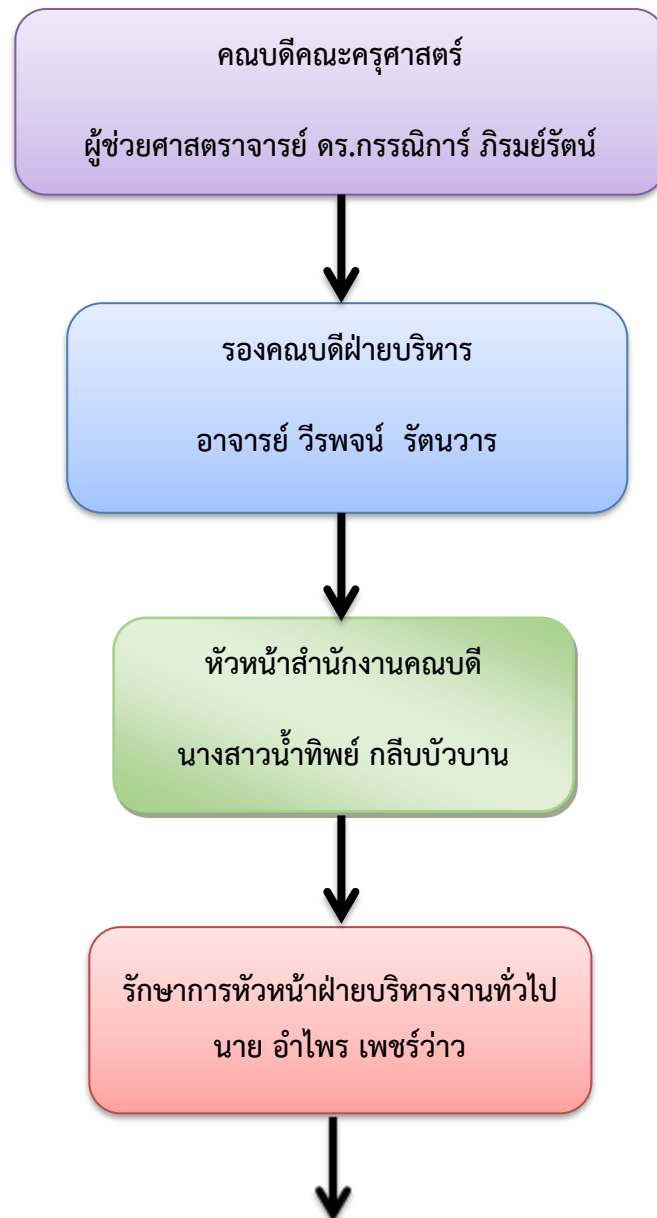 คณบดีคณะครุศาสตร์
ผู้ช่วยศาสตราจารย์ ดร.กรรณิการ์ ภิรมย์รัตน์
รองคณบดีฝ่ายบริหาร
อาจารย์ วีรพจน์  รัตนวาร
หัวหน้าสำนักงานคณบดี
นางสาวน้ำทิพย์ กลีบบัวบาน
รักษาการหัวหน้าฝ่ายบริหารงานทั่วไป
นาย อำไพร เพชร์ว่าว